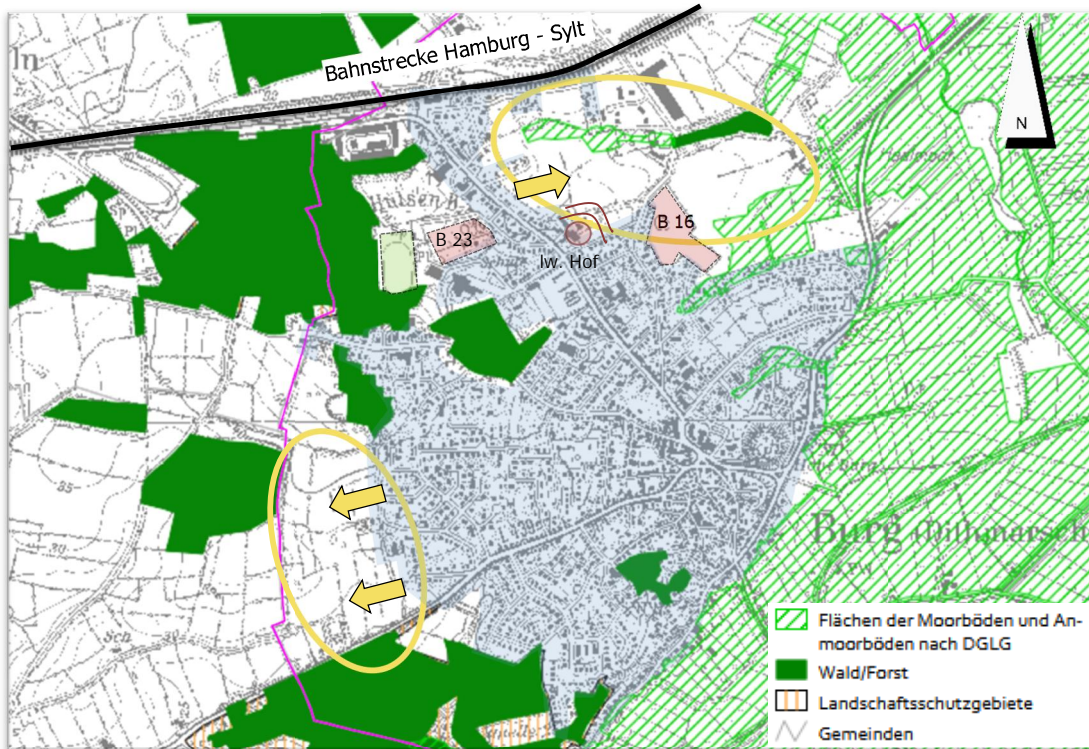 Bahnstrecke Hamburg - Sylt
N
B 23
B 16
lw. Hof
Burg (Dithmarsch
Flächen der Moorböden und An-
moorböden nach DGLG
Wald/Forst
Landschaftsschutzgebiete
Gemeinden